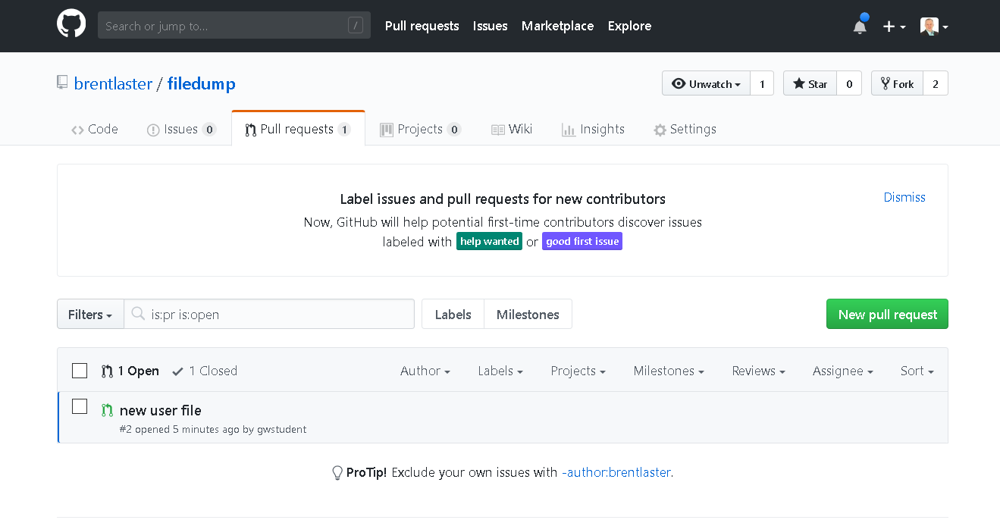 Search or jump to... / Pull requests Issues Marketplace Explore
brentlaster / filedump Unwatch 1 Star 0 Fork 2
Code Issues 0 Pull requests 1 Projects 0 Wiki Insights Settings
Label issues and pull requests for new contributors Dismiss
Now, GitHub will help potential first-time contributors discover issues
labeled with help wanted or good first issue
Filters is:pr is:open Labels Milestones New pull request
1 Open 1 Closed Author Labels Projects Milestones Reviews Assignee Sort
new user file
#2 opened 5 minutes ago by gwstudent
ProTip! Exclude your own issues with -author:brentlaster.